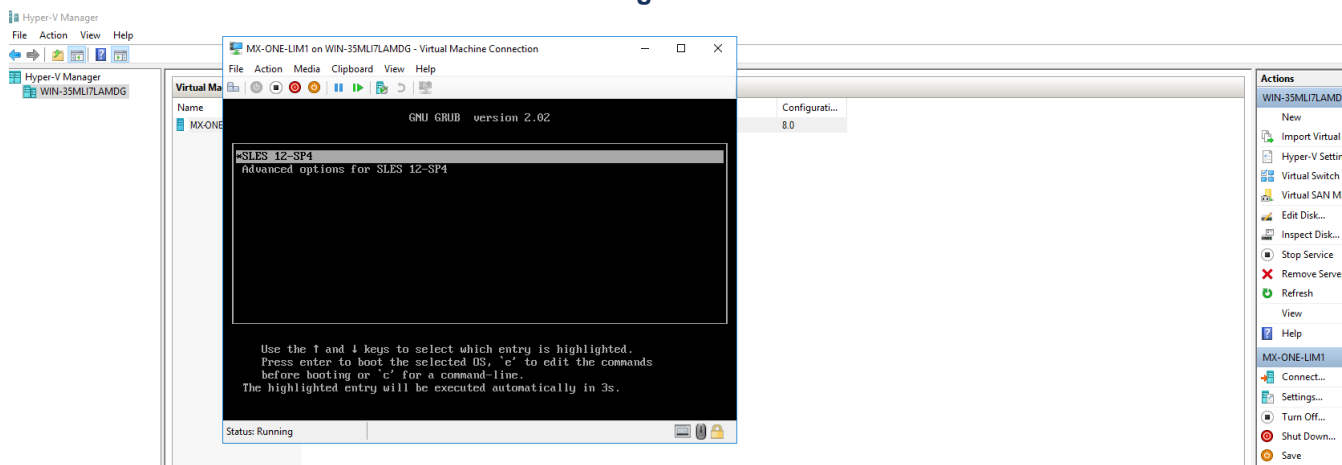 Hyper-V Manager
File Action View Help
Hyper-V Manager
WIN-35MLI7LAMDG
MX-ONE-LIM1 on WIN-35MLI7LAMDG - Virtual Machine Connection
File Action Media Clipboard View Help
GNU GRUB version 2.02
*SLES 12-SP4
Advanced options for SLES 12-SP4
Use the ↑ and ↓ keys to select which entry is highlighted.
Press enter to boot the selected OS, `e' to edit the commands
before booting or `c' for a command-line.
The highlighted entry will be executed automatically in 3s.
Status: Running
Virtual Ma
Name
Configurati...
MX-ONE
8.0
Actions
WIN-35MLI7LAMD
New
Import Virtual
Hyper-V Settin
Virtual Switch
Virtual SAN M
Edit Disk...
Inspect Disk...
Stop Service
Remove Serve
Refresh
View
Help
MX-ONE-LIM1
Connect...
Settings...
Turn Off...
Shut Down...
Save